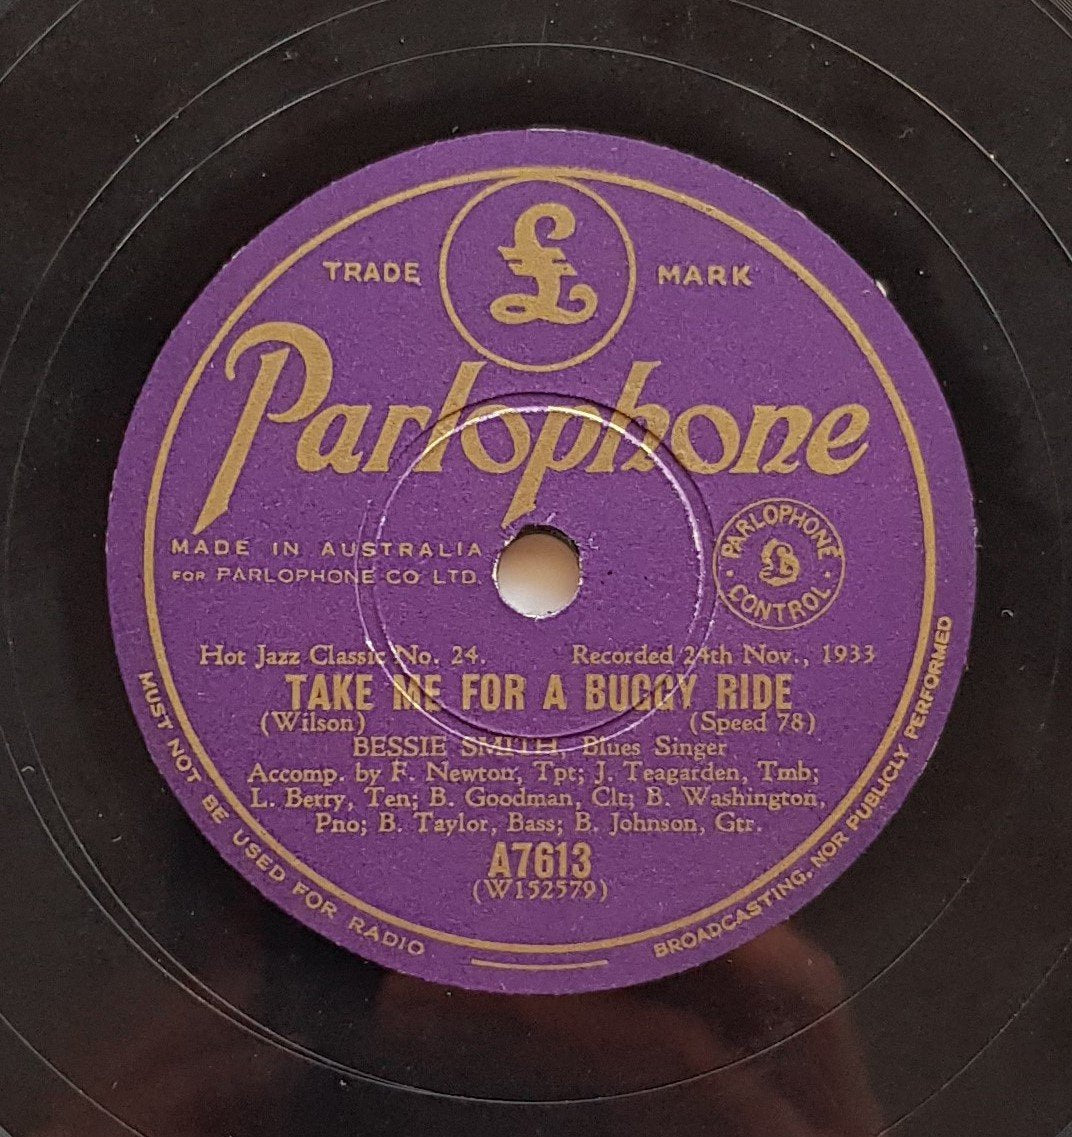 £
TRADE MARK
Parlophone
MADE IN AUSTRALIA
FOR PARLOPHONE CO LTD.
PARLOPHONE
£
CONTROL
Hot Jazz Classic No. 24. Recorded 24th Nov., 1933
TAKE ME FOR A BUGGY RIDE
(Wilson) (Speed 78)
BESSIE SMITH, Blues Singer
Accomp. by F. Newton, Tpt; J. Teagarden, Tmb;
L. Berry, Ten; B. Goodman, Clt; B. Washington,
Pno; B. Taylor, Bass; B. Johnson, Gtr.
A7613
(W152579)
MUST NOT BE USED FOR RADIO BROADCASTING, NOR PUBLICLY PERFORMED